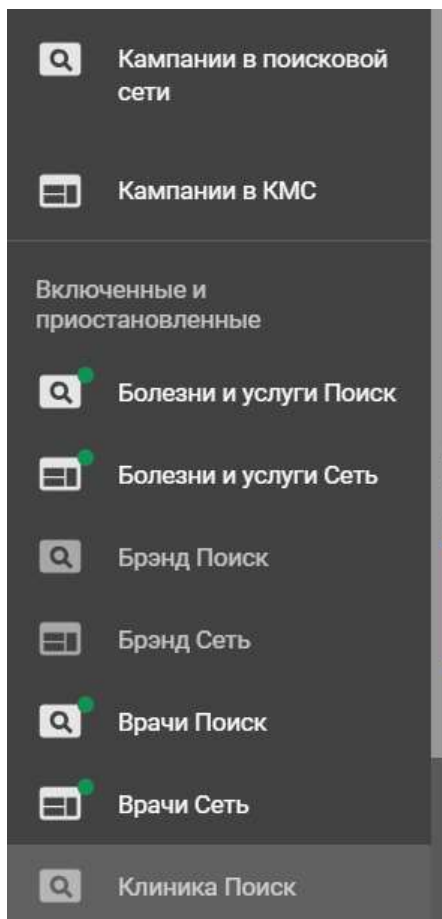 Кампании в поисковой
сети
Кампании в КМС
Включенные и
приостановленные
Болезни и услуги Поиск
Болезни и услуги Сеть
Брэнд Поиск
Брэнд Сеть
Врачи Поиск
Врачи Сеть
Клиника Поиск